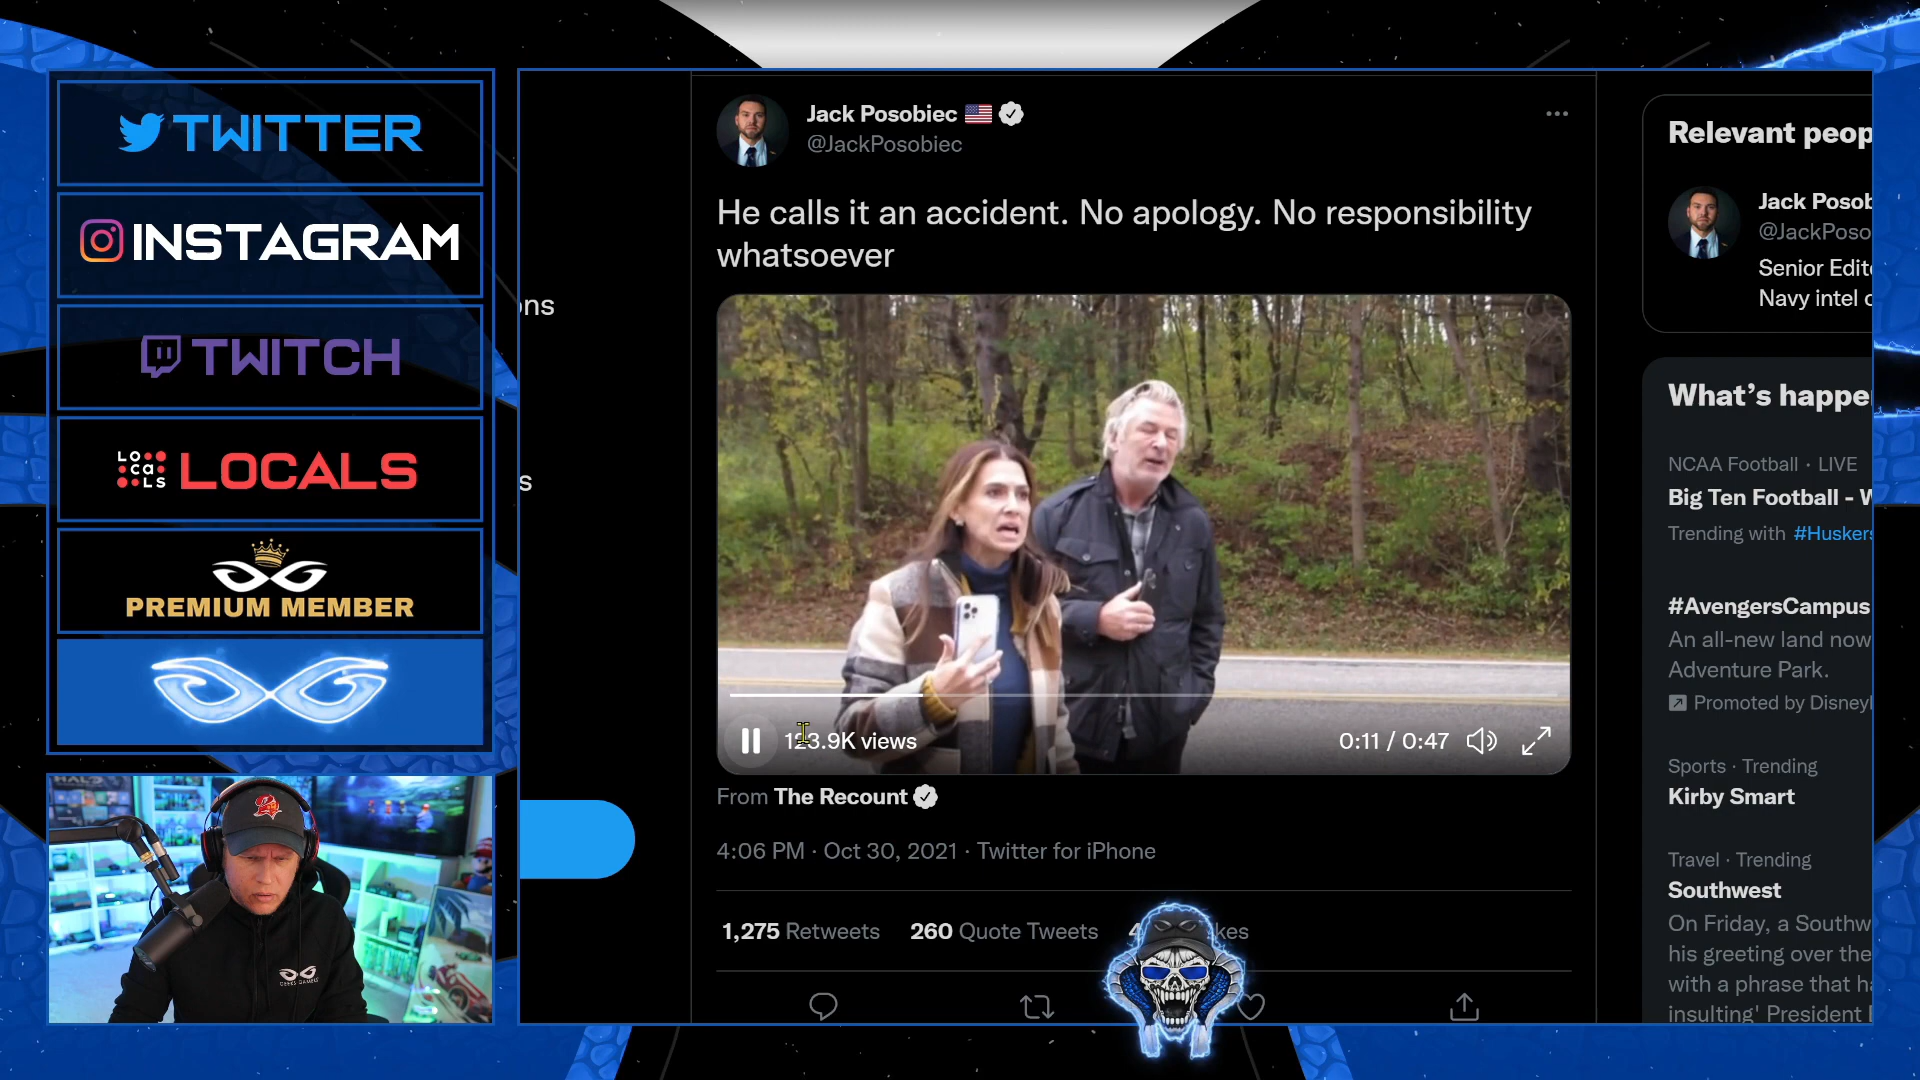 TWITTER
INSTAGRAM
TWITCH
LOCALS
LOCALS
PREMIUM MEMBER
ons
s
Jack Posobiec
@JackPosobiec
He calls it an accident. No apology. No responsibility
whatsoever
123.9K views
0:11 / 0:47
From The Recount
4:06 PM · Oct 30, 2021 · Twitter for iPhone
1,275 Retweets 260 Quote Tweets
Relevant peop
Jack Posob
@JackPoso
Senior Edit
Navy intel
What's happe
NCAA Football · LIVE
Big Ten Football -
Trending with #Huskers
#AvengersCampus
An all-new land now
Adventure Park.
Promoted by Disneyl
Sports · Trending
Kirby Smart
Travel · Trending
Southwest
On Friday, a Southw
his greeting over the
with a phrase that ha
insulting' President